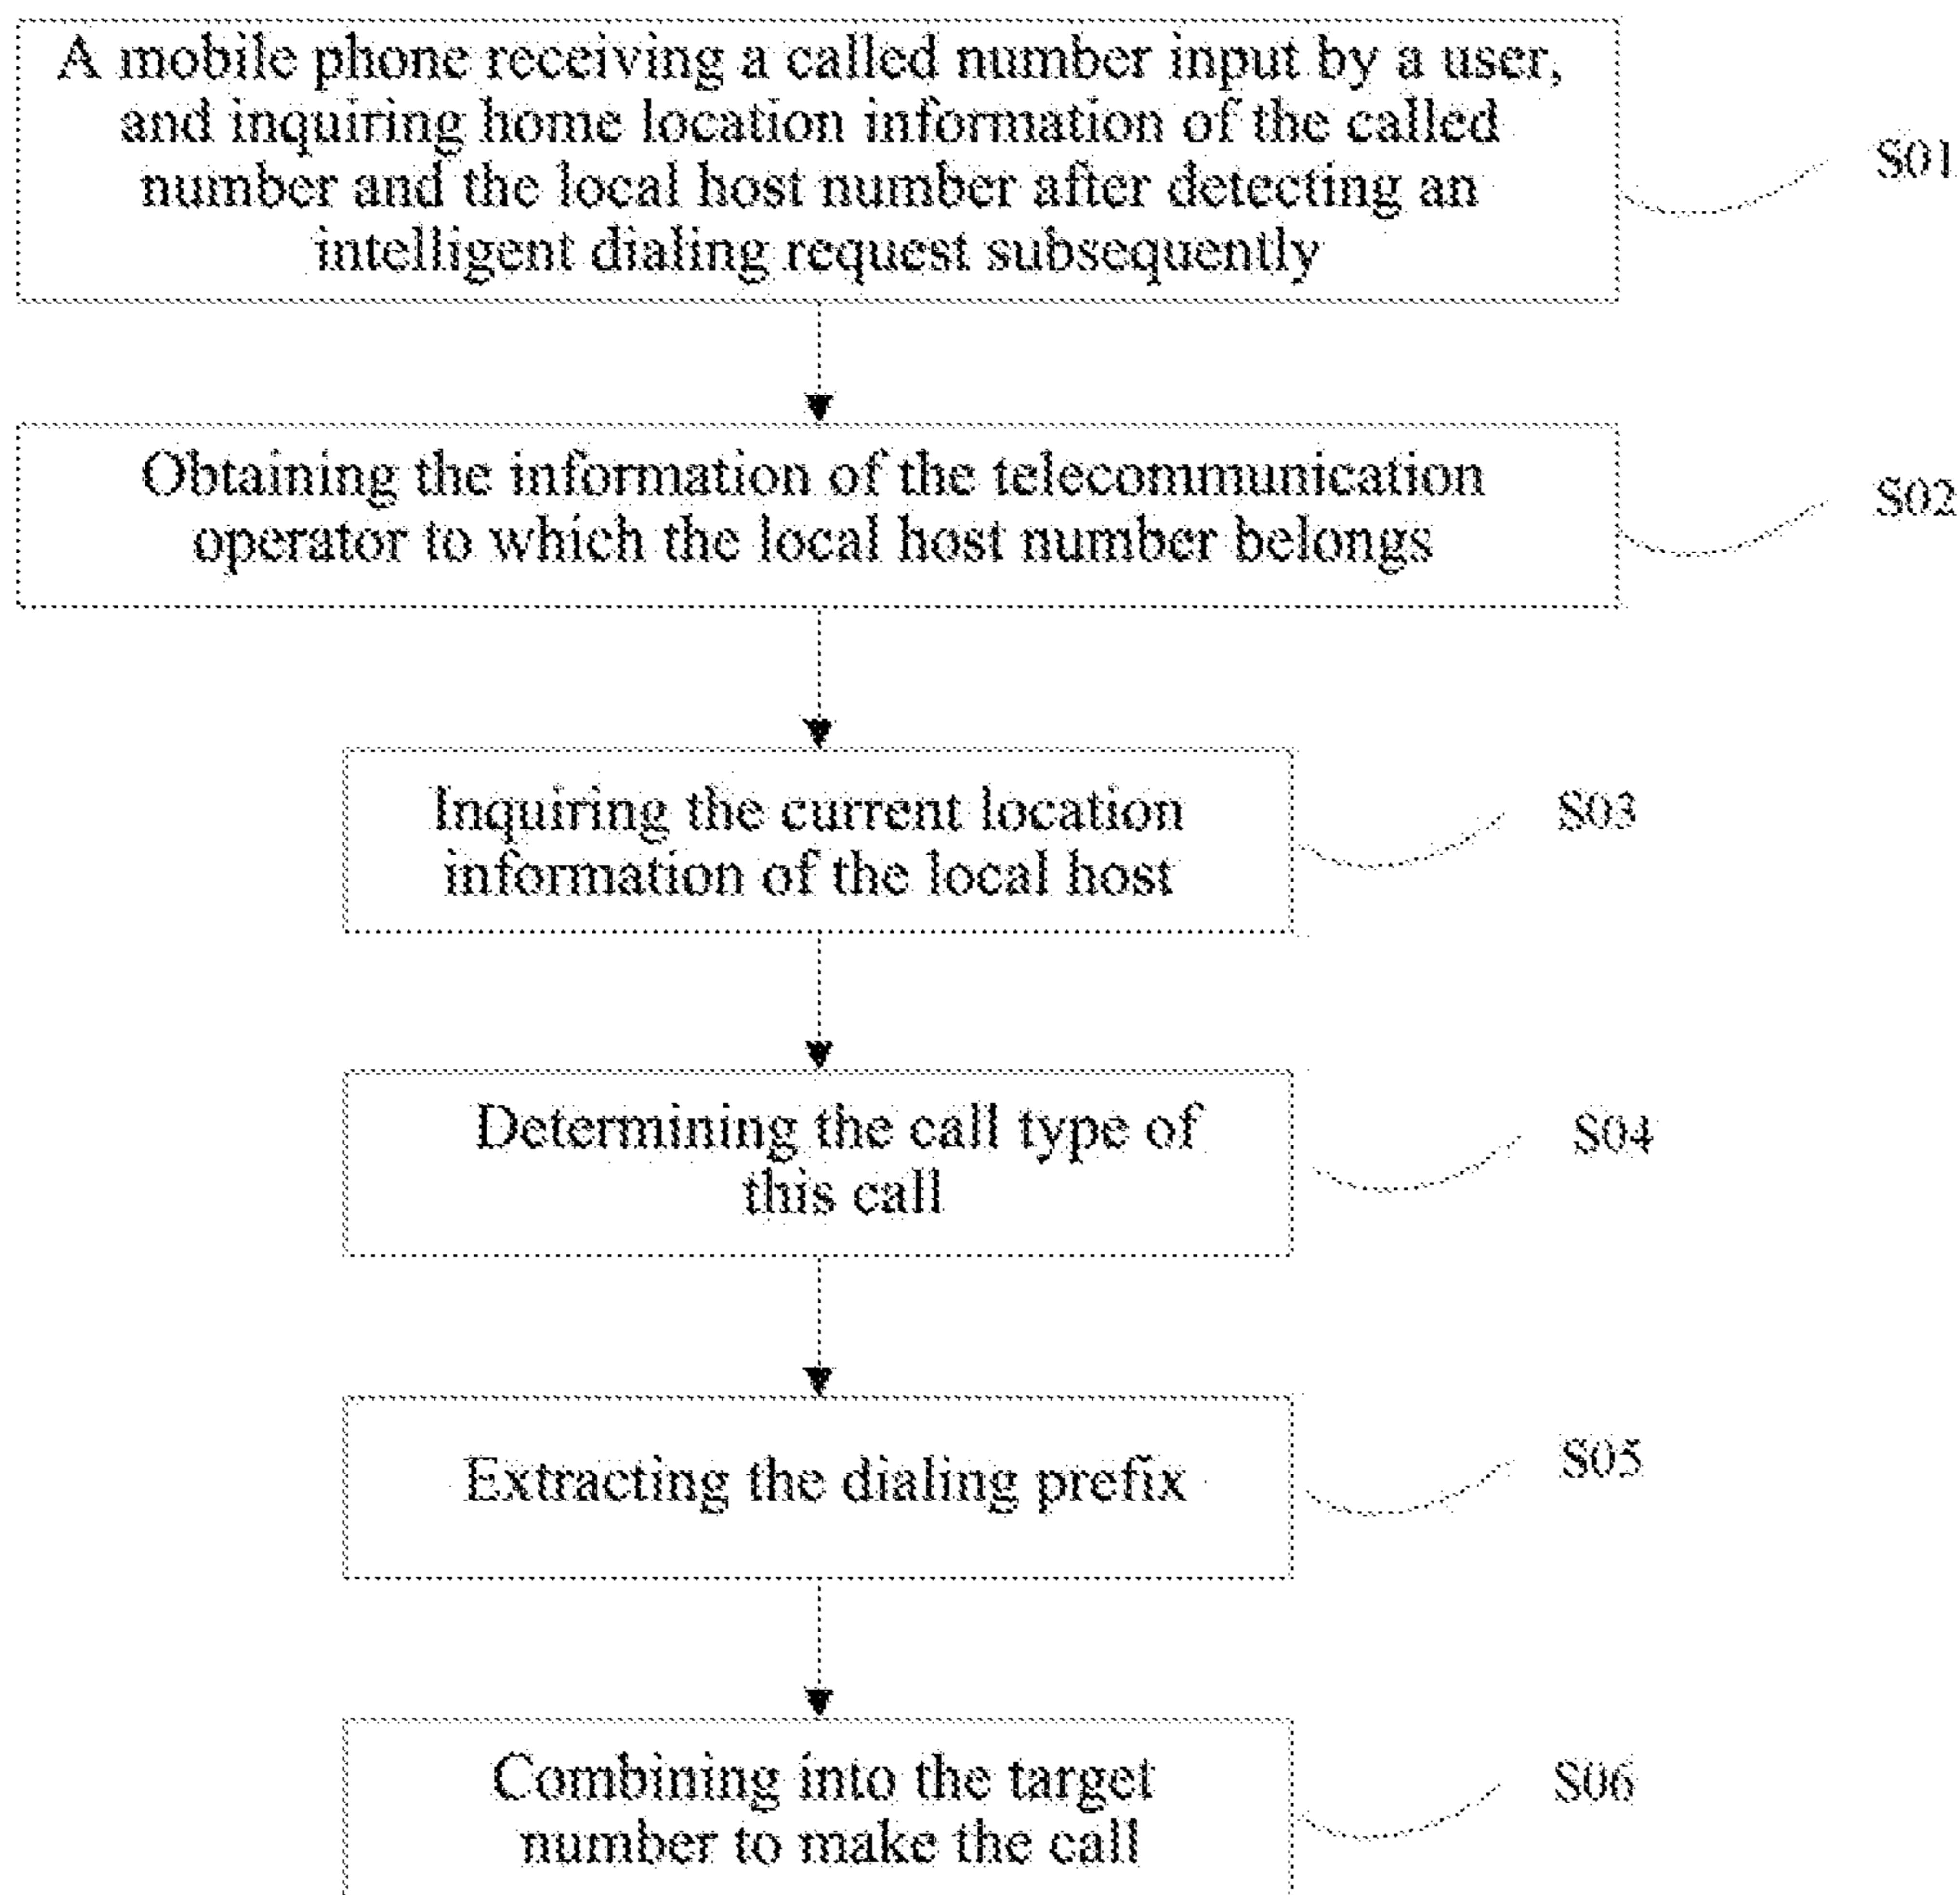 A mobile phone receiving a called number input by a user,
and inquiring home location information of the called
number and the local host number after detecting an
intelligent dialing request subsequently
S01
Obtaining the information of the telecommunication
operator to which the local host number belongs
S02
Inquiring the current location
information of the local host
S03
Determining the call type of
this call
S04
Extracting the dialing prefix
S05
Combining into the target
number to make the call
S06